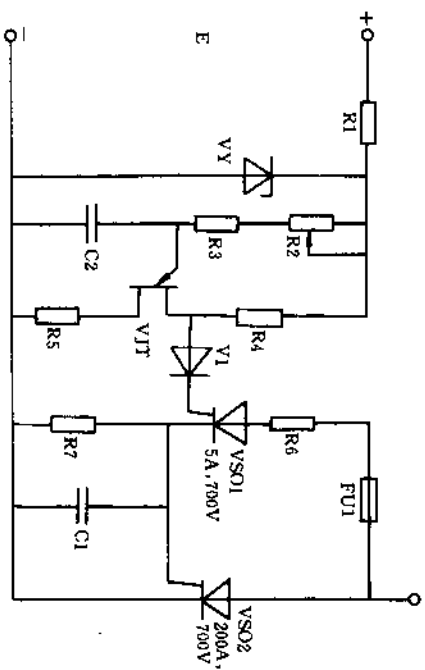 +
E
−
R1
VY
R2
R3
C2
R4
VJT
R5
V1
R6
VSO1
5A,700V
R7
C1
FU1
VSO2
200A,
700V